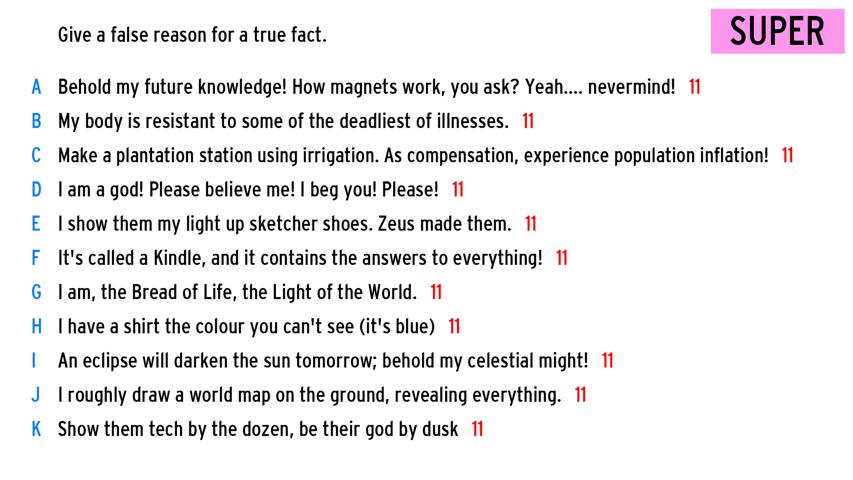 Give a false reason for a true fact.
SUPER
A Behold my future knowledge! How magnets work, you ask? Yeah.... nevermind! 11
B My body is resistant to some of the deadliest of illnesses. 11
C Make a plantation station using irrigation. As compensation, experience population inflation! 11
D I am a god! Please believe me! I beg you! Please! 11
E I show them my light up sketcher shoes. Zeus made them. 11
F It's called a Kindle, and it contains the answers to everything! 11
G I am, the Bread of Life, the Light of the World. 11
H I have a shirt the colour you can't see (it's blue) 11
I An eclipse will darken the sun tomorrow; behold my celestial might! 11
J I roughly draw a world map on the ground, revealing everything. 11
K Show them tech by the dozen, be their god by dusk 11